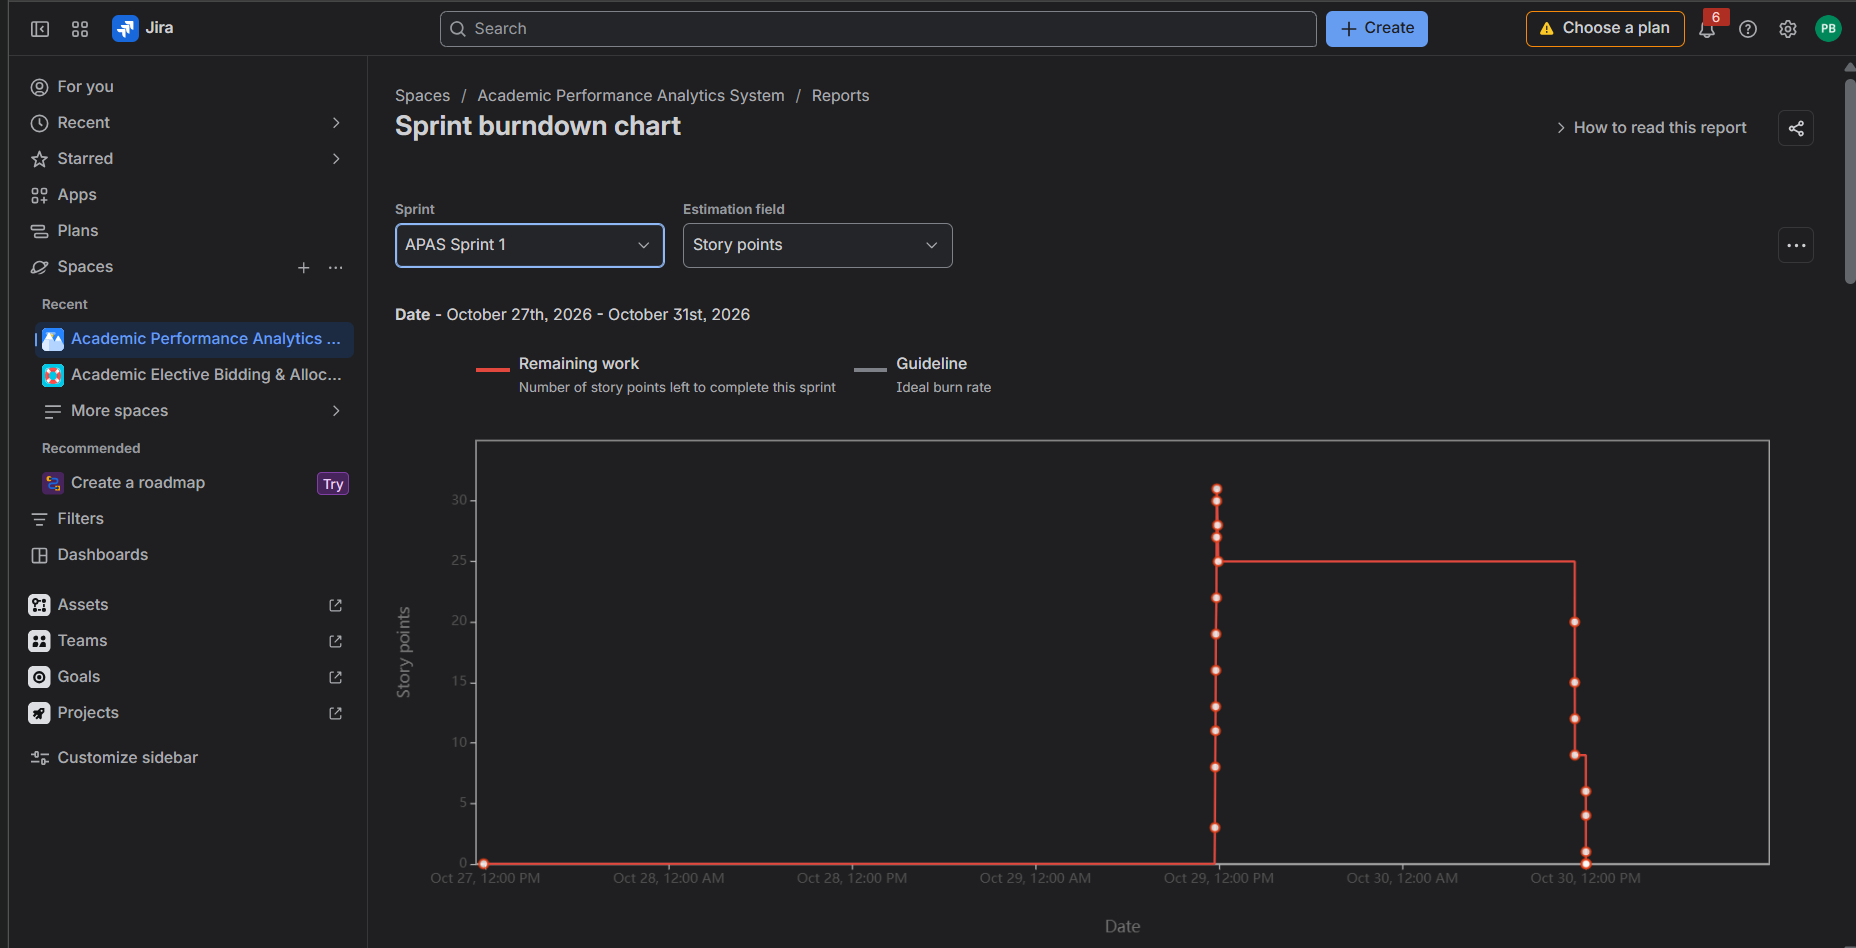 Jira
Search
Create
Choose a plan
6
PB
For you
Recent
Starred
Apps
Plans
Spaces
Recent
Academic Performance Analytics ...
Academic Elective Bidding & Alloc...
More spaces
Recommended
Create a roadmap
Try
Filters
Dashboards
Assets
Teams
Goals
Projects
Customize sidebar
Spaces / Academic Performance Analytics System / Reports
Sprint burndown chart
How to read this report
Sprint
Estimation field
APAS Sprint 1
Story points
Date - October 27th, 2026 - October 31st, 2026
Remaining work
Number of story points left to complete this sprint
Guideline
Ideal burn rate
Story points
30
25
20
15
10
5
0
Oct 27, 12:00 PM
Oct 28, 12:00 AM
Oct 28, 12:00 PM
Oct 29, 12:00 AM
Oct 29, 12:00 PM
Oct 30, 12:00 AM
Oct 30, 12:00 PM
Date